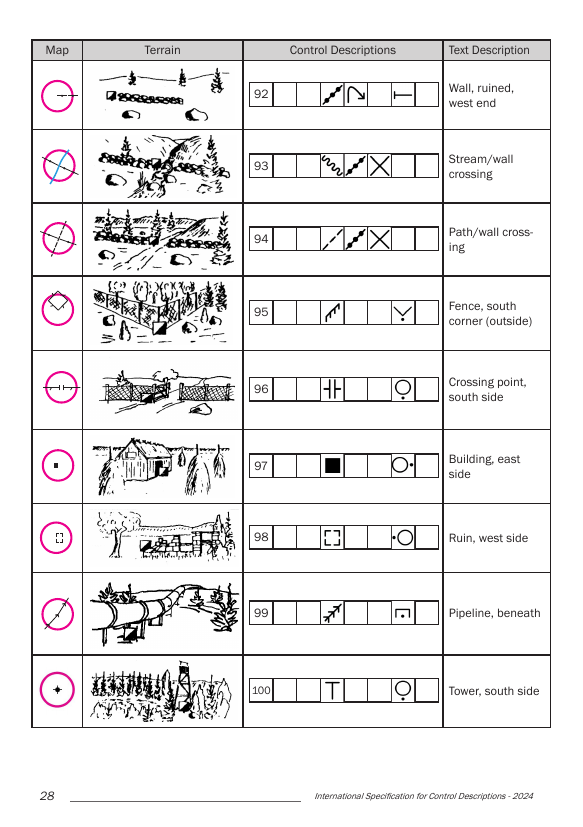 Map Terrain Control Descriptions Text Description
92 Wall, ruined,
west end
93 Stream/wall
crossing
94 Path/wall cross-
ing
95 Fence, south
corner (outside)
96 Crossing point,
south side
97 Building, east
side
98 Ruin, west side
99 Pipeline, beneath
100 Tower, south side
28 International Specification for Control Descriptions - 2024